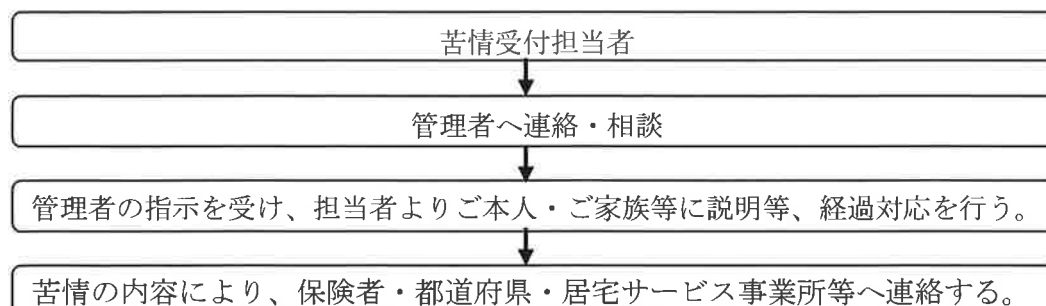 苦情受付担当者
管理者へ連絡・相談
管理者の指示を受け、担当者よりご本人・ご家族等に説明等、経過対応を行う。
苦情の内容により、保険者・都道府県・居宅サービス事業所等へ連絡する。